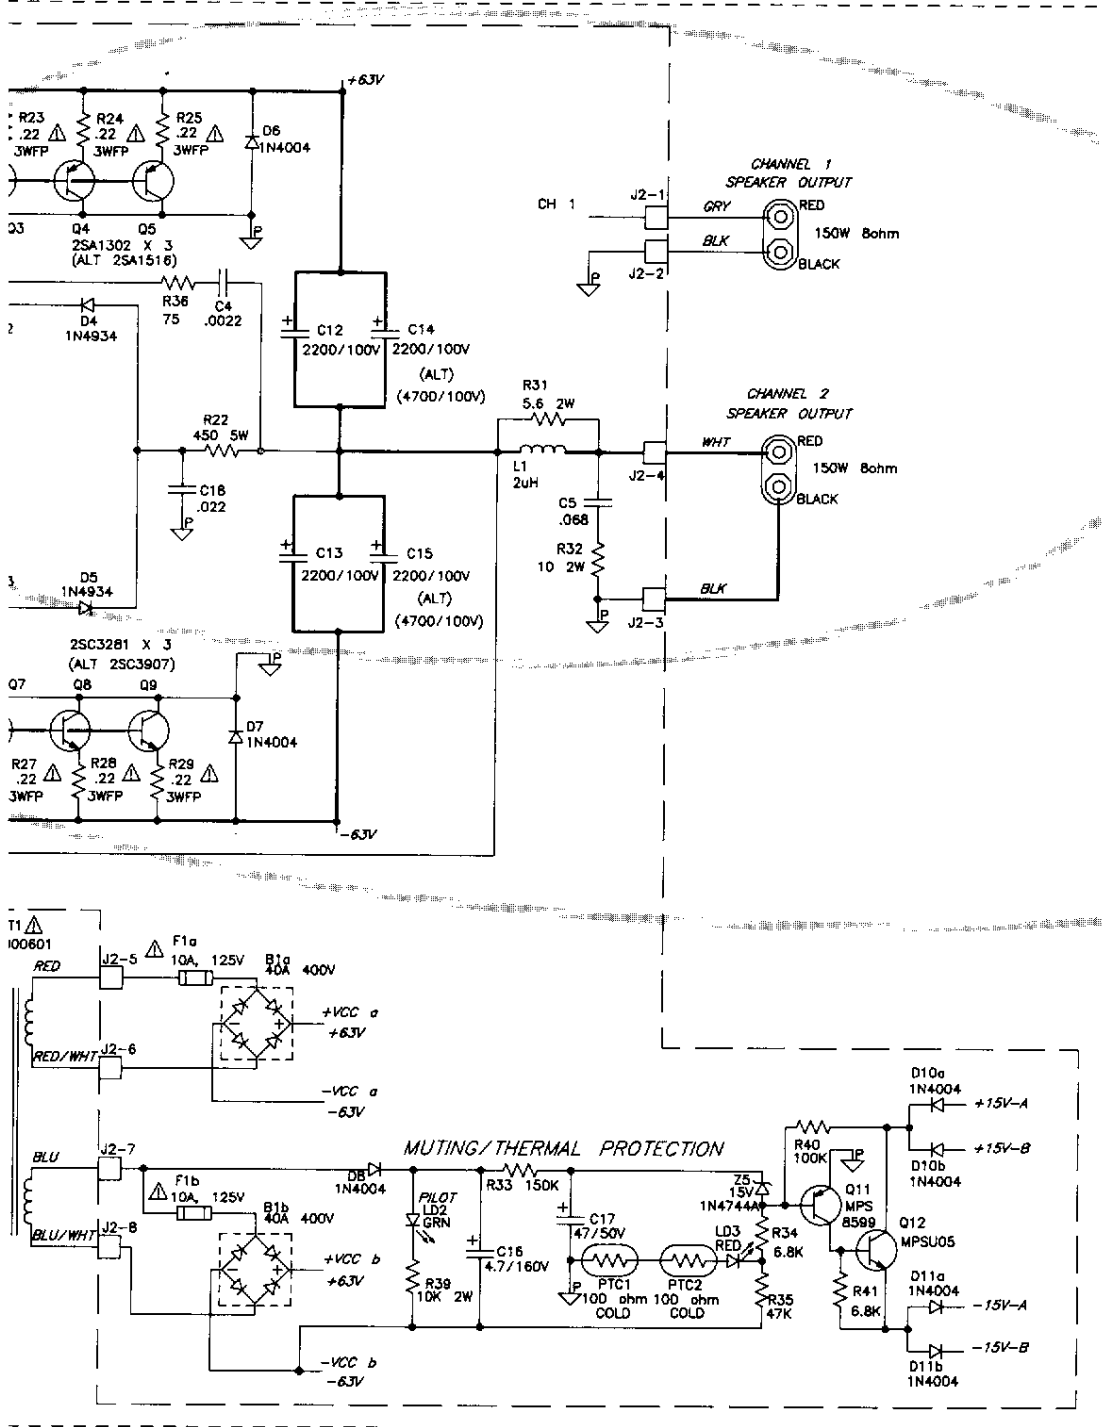 +63V
R23
.22
3WFP
R24
.22
3WFP
R25
.22
3WFP
D6
1N4004
Q3
Q4
Q5
P
2SA1302 X 3
(ALT 2SA1516)
R36
75
C4
.0022
D4
1N4934
2
C12
2200/100V
C14
2200/100V
(ALT)
(4700/100V)
CHANNEL 1
SPEAKER OUTPUT
CH 1
J2-1
GRY
RED
150W 8ohm
BLK
J2-2
BLACK
P
R31
5.6 2W
CHANNEL 2
SPEAKER OUTPUT
R22
450 5W
L1
2uH
J2-4
WHT
RED
150W 8ohm
BLACK
C18
.022
P
C5
.068
C13
2200/100V
C15
2200/100V
(ALT)
(4700/100V)
R32
10 2W
3
D5
1N4934
P
J2-3
BLK
2SC3281 X 3
(ALT 2SC3907)
P
Q7
Q8
Q9
D7
1N4004
R27
.22
3WFP
R28
.22
3WFP
R29
.22
3WFP
-63V
T1
100601
RED
J2-5
F1a
10A, 125V
B1a
40A 400V
+VCC a
+63V
RED/WHT
J2-6
-VCC a
-63V
BLU
J2-7
F1b
10A, 125V
B1b
40A 400V
BLU/WHT
J2-8
+VCC b
+63V
-VCC b
-63V
MUTING/THERMAL PROTECTION
D8
1N4004
PILOT
LD2
GRN
R33 150K
R39
10K 2W
C16
4.7/160V
C17
47/50V
P
PTC1
100 ohm
COLD
PTC2
100 ohm
COLD
LD3
RED
Z5
15V
1N4744A
R34
6.8K
R35
47K
R40
100K
P
Q11
MPS
8599
Q12
MPSU05
R41
6.8K
D10a
1N4004
+15V-A
+15V-B
D10b
1N4004
D11a
1N4004
-15V-A
-15V-B
D11b
1N4004